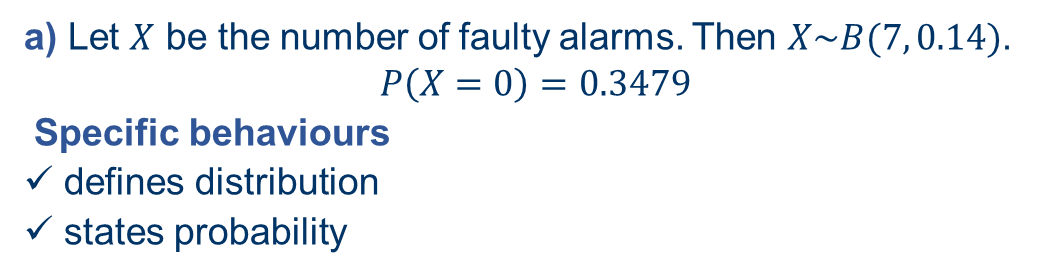 a) Let X be the number of faulty alarms. Then X~B(7, 0.14).
P(X = 0) = 0.3479
Specific behaviours
✓ defines distribution
✓ states probability